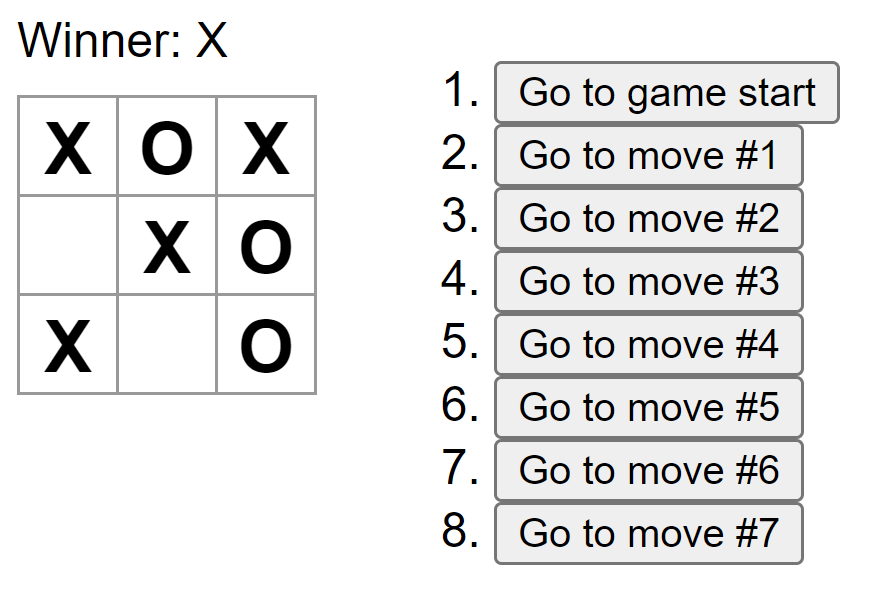 Winner: X
X O X
X O
X O
1. Go to game start
2. Go to move #1
3. Go to move #2
4. Go to move #3
5. Go to move #4
6. Go to move #5
7. Go to move #6
8. Go to move #7